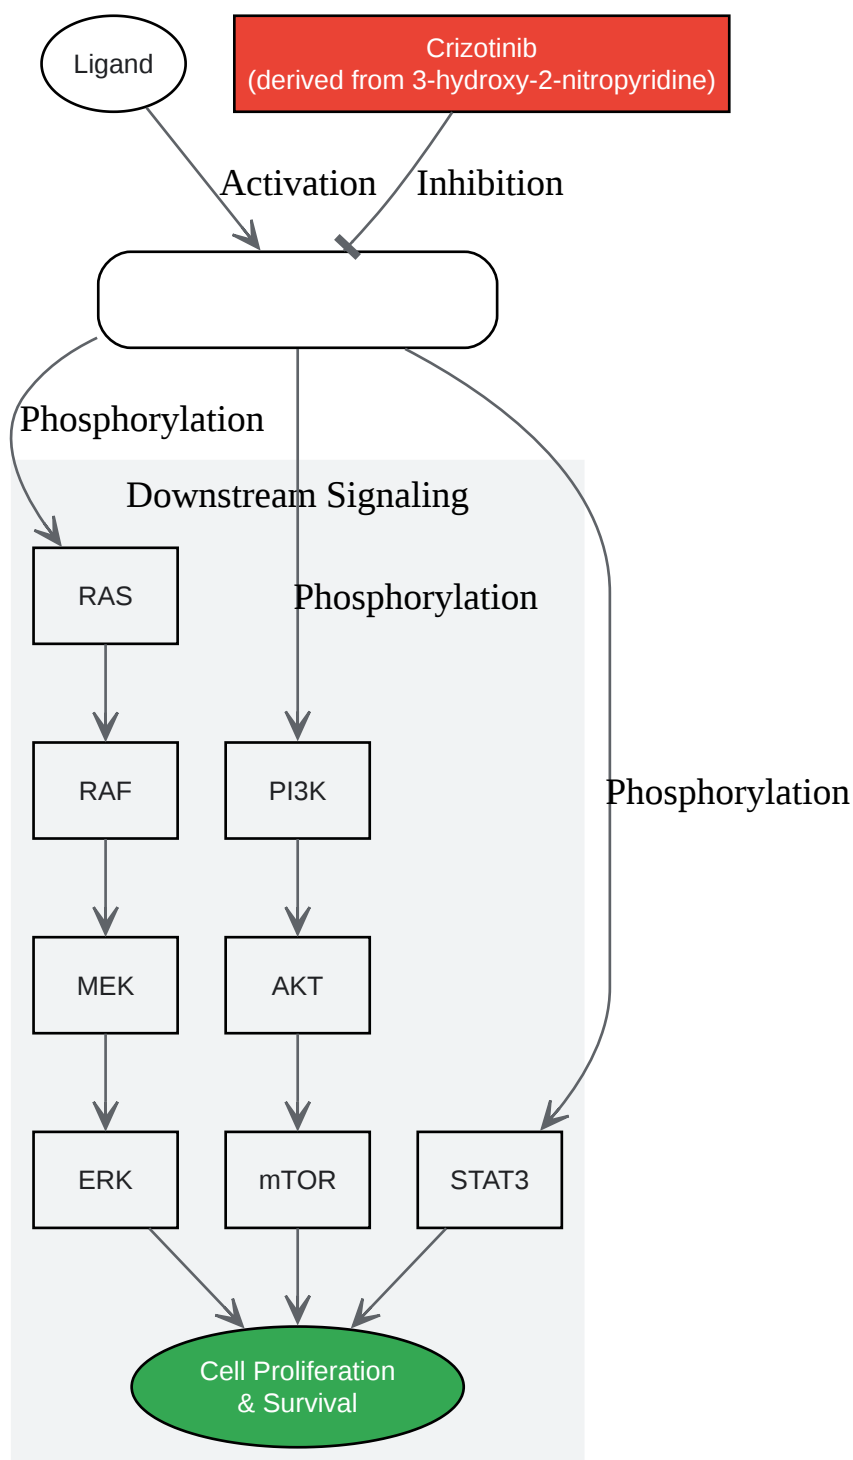 Ligand
Crizotinib
(derived from 3-hydroxy-2-nitropyridine)
Activation
Inhibition
Phosphorylation
Downstream Signaling
RAS
Phosphorylation
RAF
PI3K
Phosphorylation
MEK
AKT
ERK
mTOR
STAT3
Cell Proliferation
& Survival